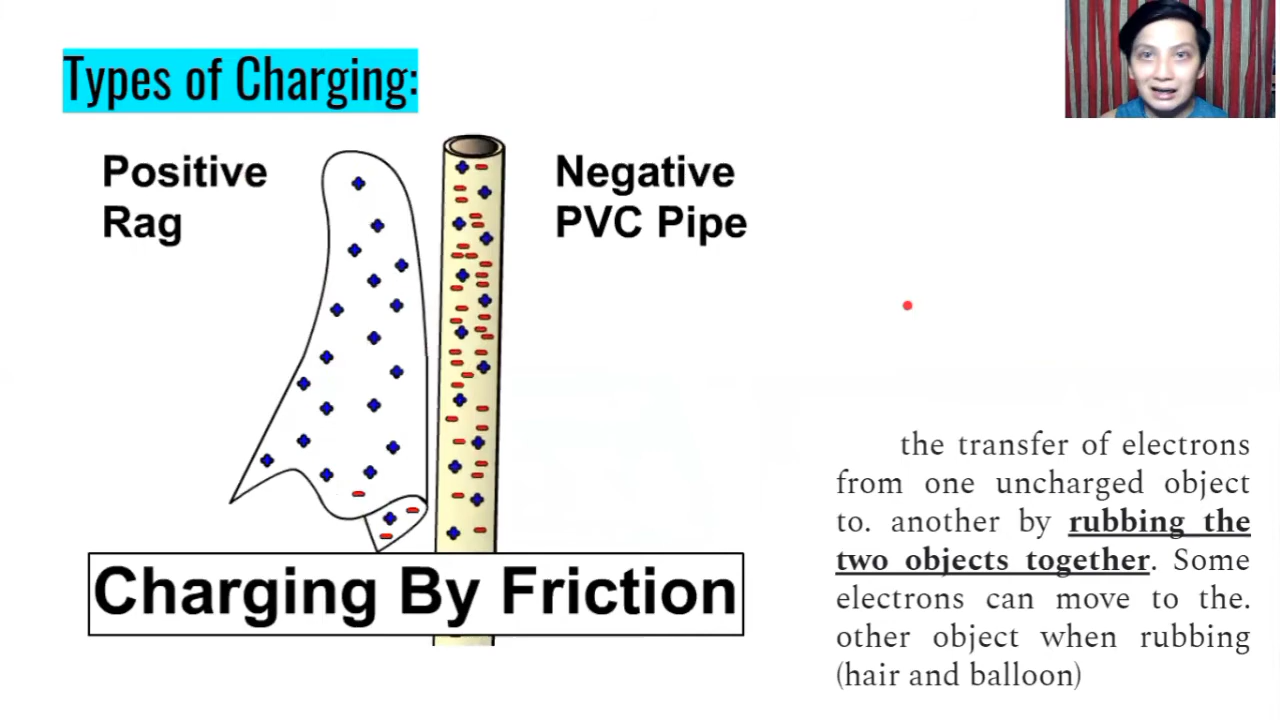 Types of Charging:
Positive
Rag
Negative
PVC Pipe
Charging By Friction
the transfer of electrons
from one uncharged object
to. another by rubbing the
two objects together. Some
electrons can move to the.
other object when rubbing
(hair and balloon)